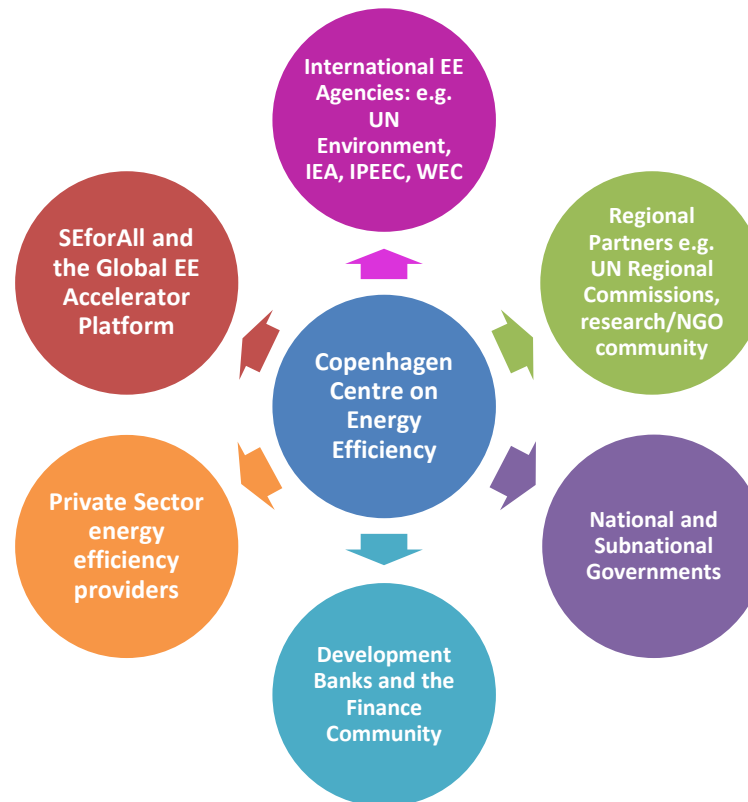 International EE
Agencies: e.g.
UN
Environment,
IEA, IPEEC, WEC
SEforAll and
the Global EE
Accelerator
Platform
Regional
Partners e.g.
UN Regional
Commissions,
research/NGO
community
Copenhagen
Centre on
Energy
Efficiency
Private Sector
energy
efficiency
providers
National and
Subnational
Governments
Development
Banks and the
Finance
Community